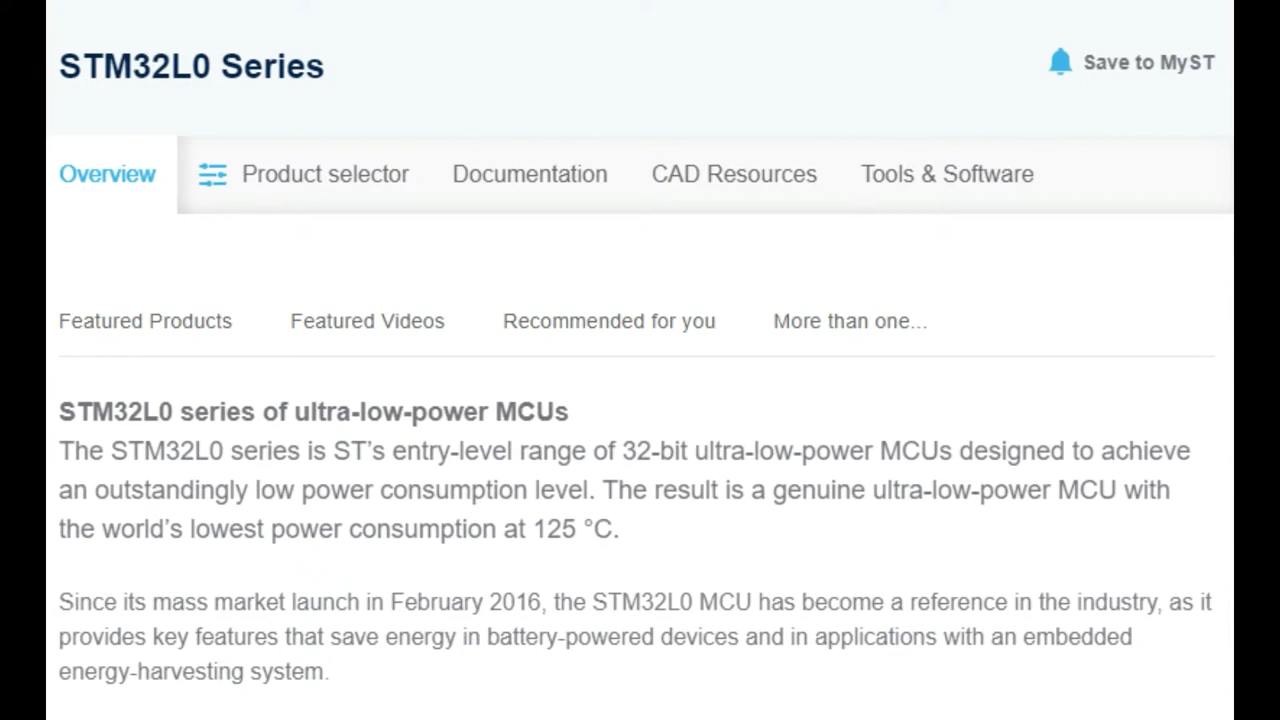 STM32L0 Series
Save to MyST
Overview
Product selector
Documentation
CAD Resources
Tools & Software
Featured Products
Featured Videos
Recommended for you
More than one...
STM32L0 series of ultra-low-power MCUs
The STM32L0 series is ST’s entry-level range of 32-bit ultra-low-power MCUs designed to achieve
an outstandingly low power consumption level. The result is a genuine ultra-low-power MCU with
the world’s lowest power consumption at 125 °C.
Since its mass market launch in February 2016, the STM32L0 MCU has become a reference in the industry, as it
provides key features that save energy in battery-powered devices and in applications with an embedded
energy-harvesting system.